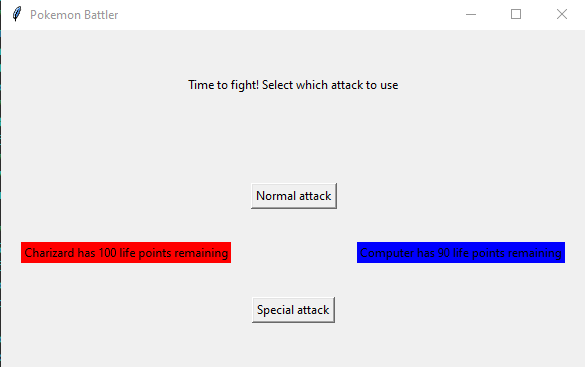 Pokemon Battler
Time to fight! Select which attack to use
Normal attack
Charizard has 100 life points remaining
Computer has 90 life points remaining
Special attack